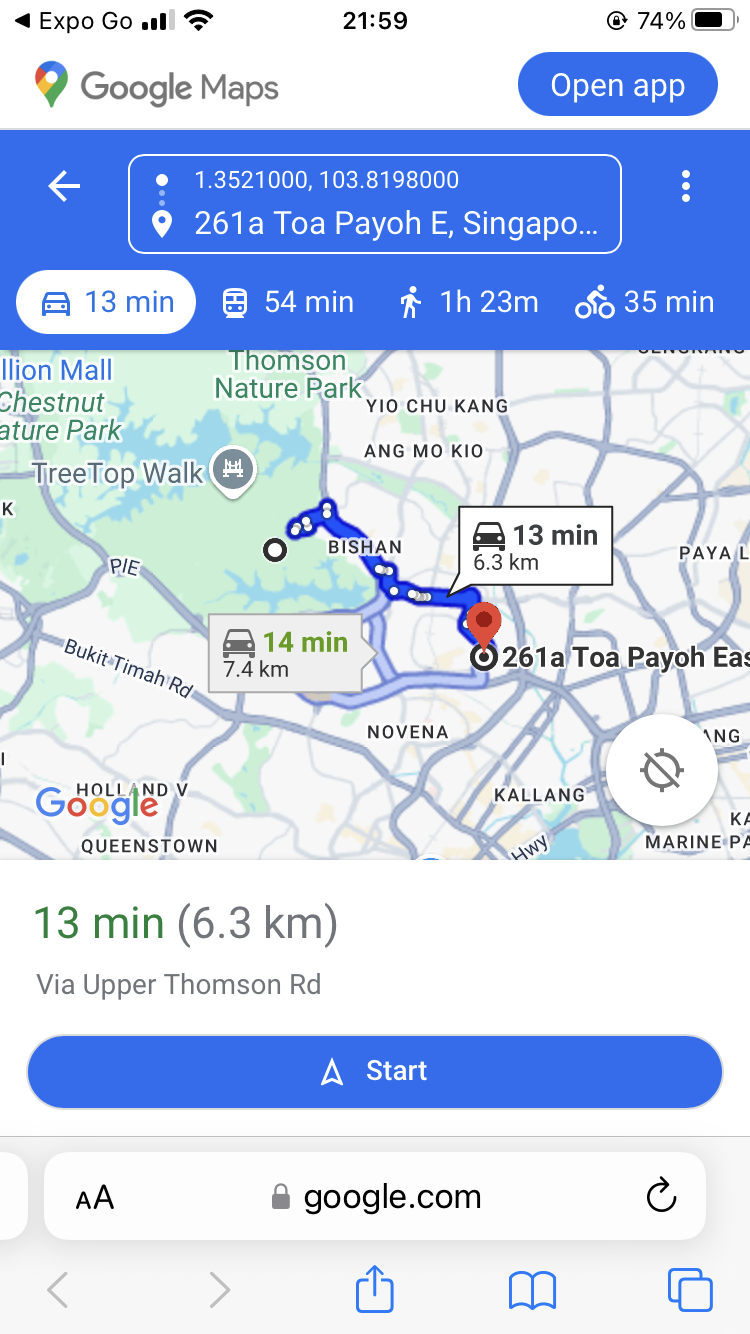 Expo Go
21:59
74%
Google Maps
Open app
1.3521000, 103.8198000
261a Toa Payoh E, Singapo...
13 min
54 min
1h 23m
35 min
llion Mall
Thomson
Nature Park
Chestnut
ature Park
YIO CHU KANG
ANG MO KIO
TreeTop Walk
K
BISHAN
13 min
6.3 km
PAYA L
PIE
14 min
7.4 km
261a Toa Payoh Eas
Bukit Timah Rd
NOVENA
ANG
HOLLAND V
Google
KALLANG
KA
MARINE PA
QUEENSTOWN
Hwy
13 min (6.3 km)
Via Upper Thomson Rd
Start
AA
google.com